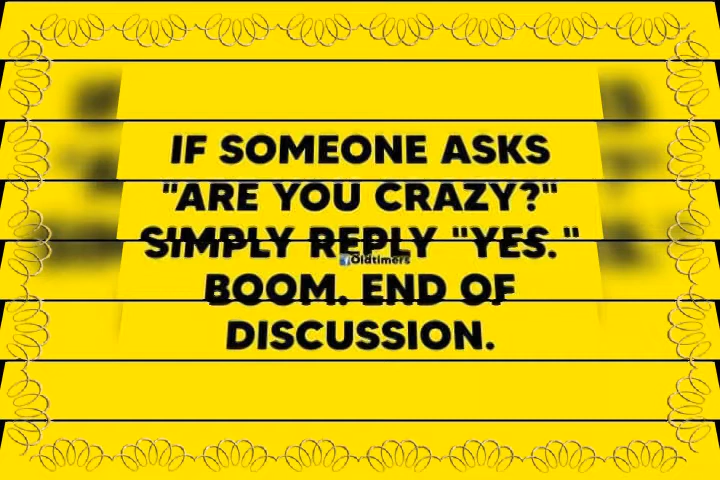 IF SOMEONE ASKS
"ARE YOU CRAZY?"
SIMPLY REPLY "YES."
Oldtimers
BOOM. END OF
DISCUSSION.